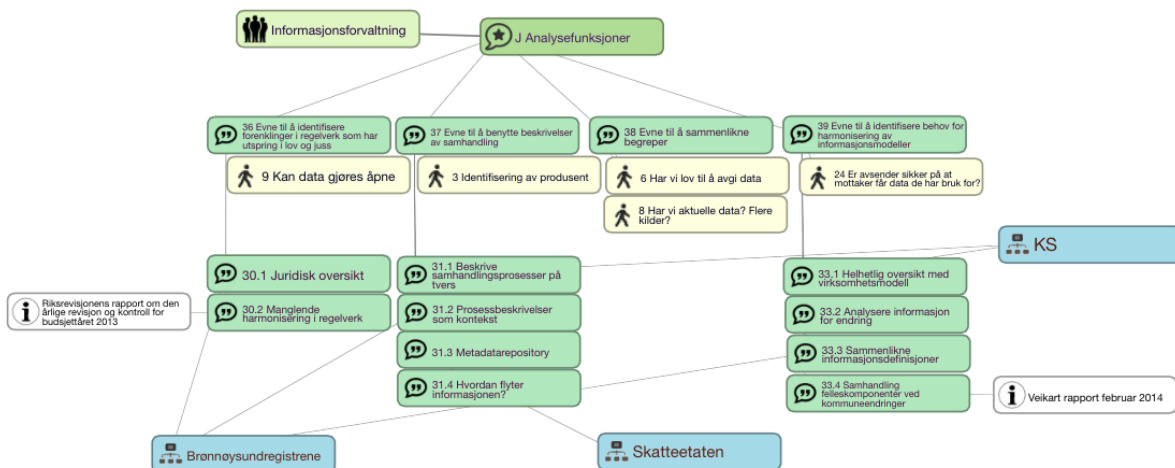 Informasjonsforvaltning
J Analysefunksjoner
36 Evne til å identifisere
forenklinger i regelverk som har
utspring i lov og juss
37 Evne til å benytte beskrivelser
av samhandling
38 Evne til å sammenlikne
begreper
39 Evne til å identifisere behov for
harmonisering av
informasjonsmodeller
9 Kan data gjøres åpne
3 Identifisering av produsent
6 Har vi lov til å avgi data
24 Er avsender sikker på at
mottaker får data de har bruk for?
8 Har vi aktuelle data? Flere
kilder?
KS
30.1 Juridisk oversikt
31.1 Beskrive
samhandlingsprosesser på
tvers
33.1 Helhetlig oversikt med
virksomhetsmodell
Riksrevisjonens rapport om den
årlige revisjon og kontroll for
budsjettåret 2013
30.2 Manglende
harmonisering i regelverk
31.2 Prosessbeskrivelser
som kontekst
33.2 Analysere informasjon
for endring
31.3 Metadatarepository
33.3 Sammenlikne
informasjonsdefinisjoner
31.4 Hvordan flyter
informasjonen?
33.4 Samhandling
felleskomponenter ved
kommuneendringer
Veikart rapport februar 2014
Brønnøysundregistrene
Skatteetaten